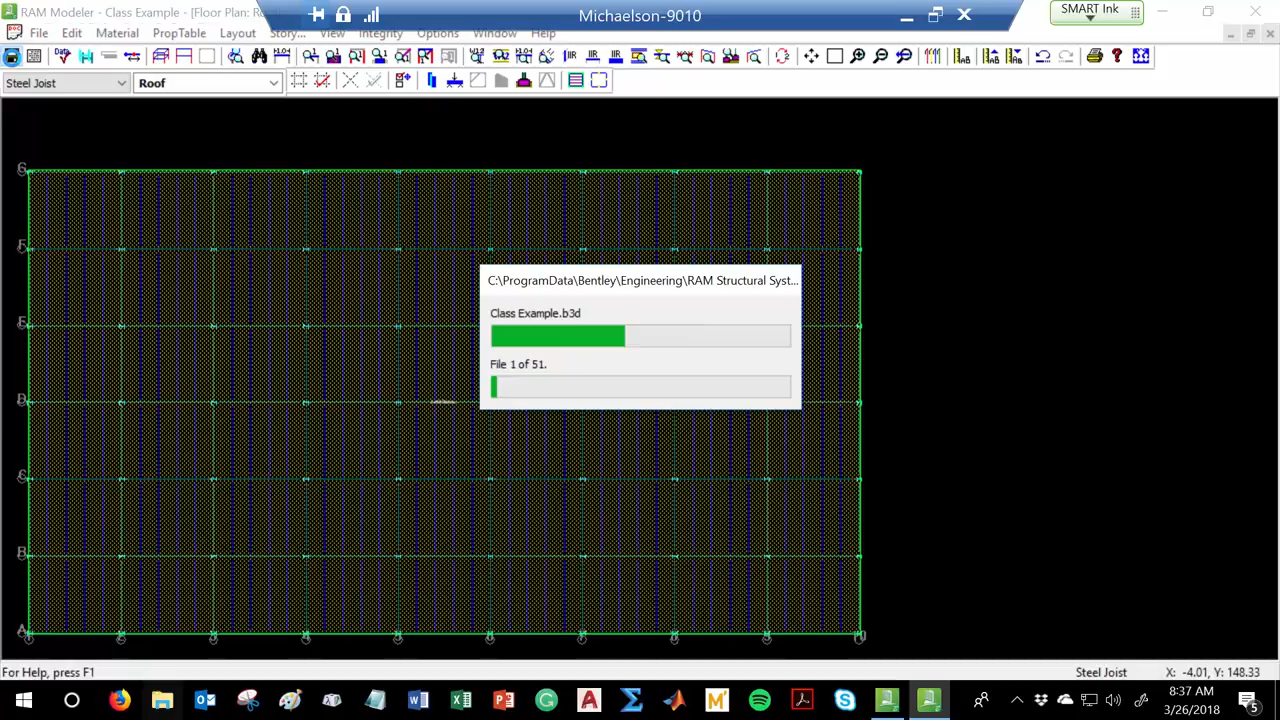 RAM Modeler - Class Example - [Floor Plan: Ro
Michaelson-9010
SMART Ink
File Edit Material PropTable Layout Story... View Integrity Options Window Help
Steel Joist
Roof
C:\ProgramData\Bentley\Engineering\RAM Structural Syst...
Class Example.b3d
File 1 of 51.
For Help, press F1
Steel Joist
X: -4.01, Y: 148.33
8:37 AM
3/26/2018
5